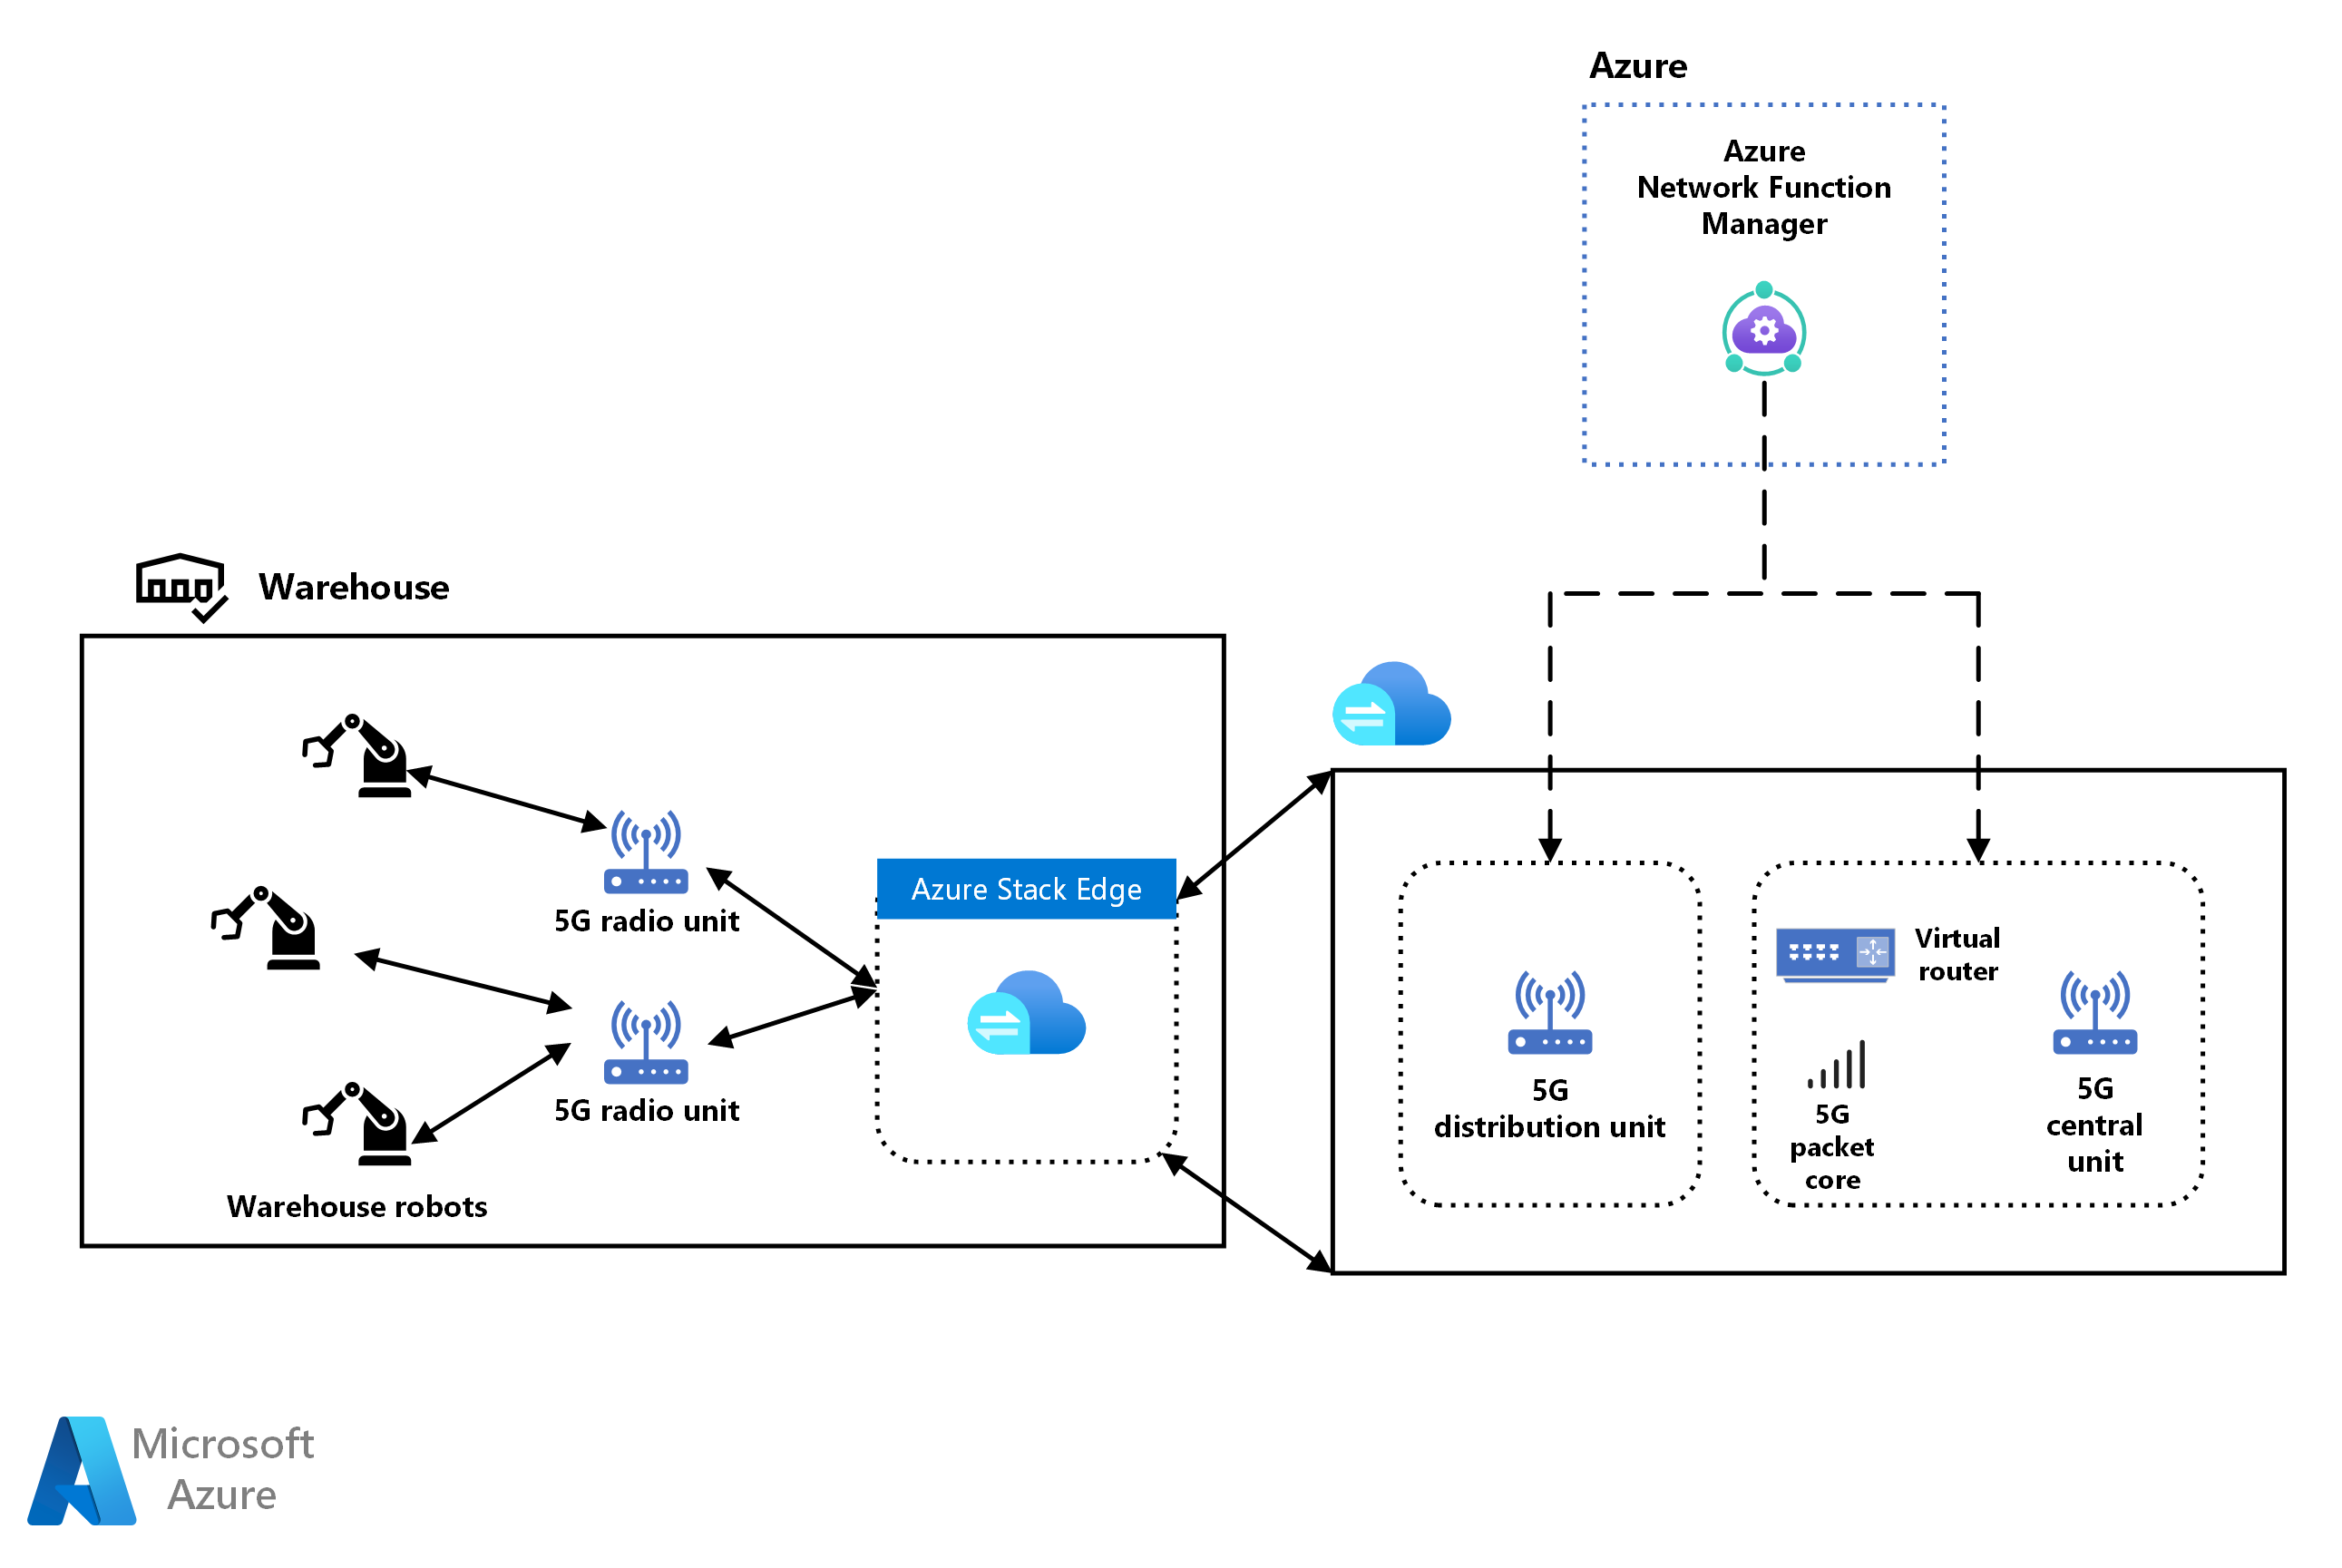 Azure
Azure
Network Function
Manager
Warehouse
Azure Stack Edge
5G radio unit
5G radio unit
Warehouse robots
5G
distribution unit
Virtual
router
5G
packet
core
5G
central
unit
Microsoft
Azure